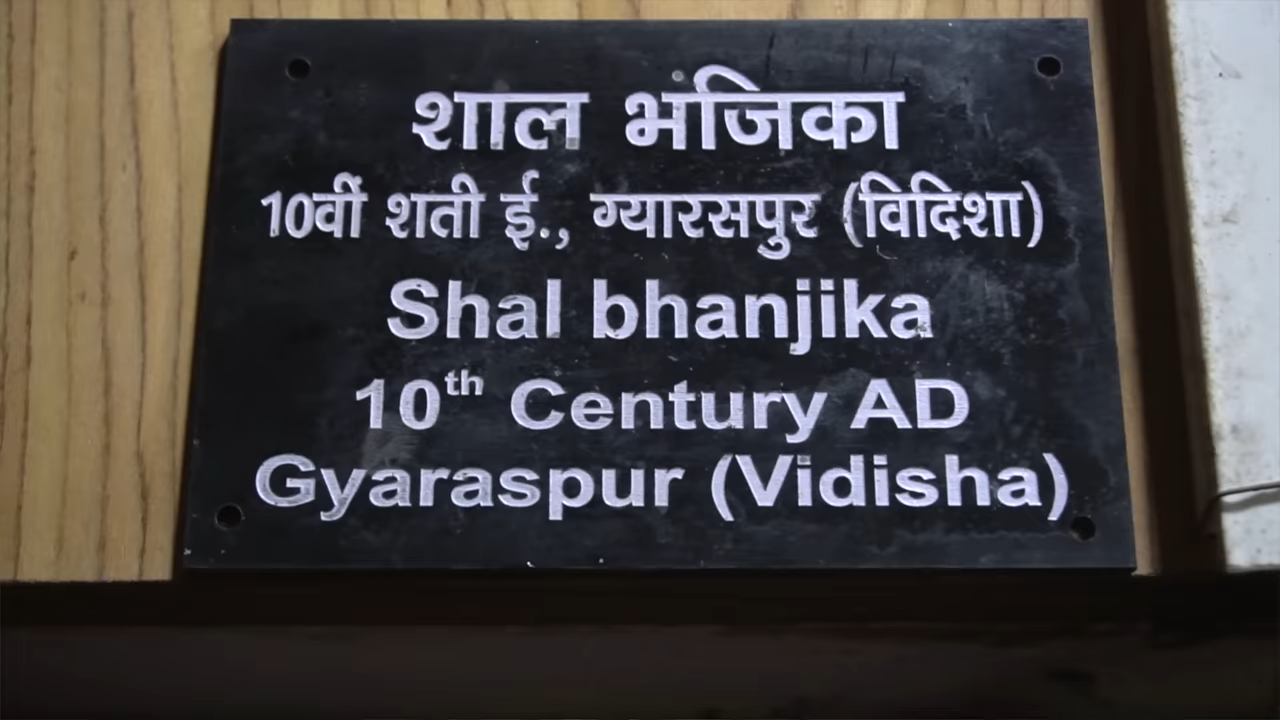 शाल भंजिका
10वीं शती ई., ग्यारसपुर (विदिशा)
Shal bhanjika
10th Century AD
Gyaraspur (Vidisha)